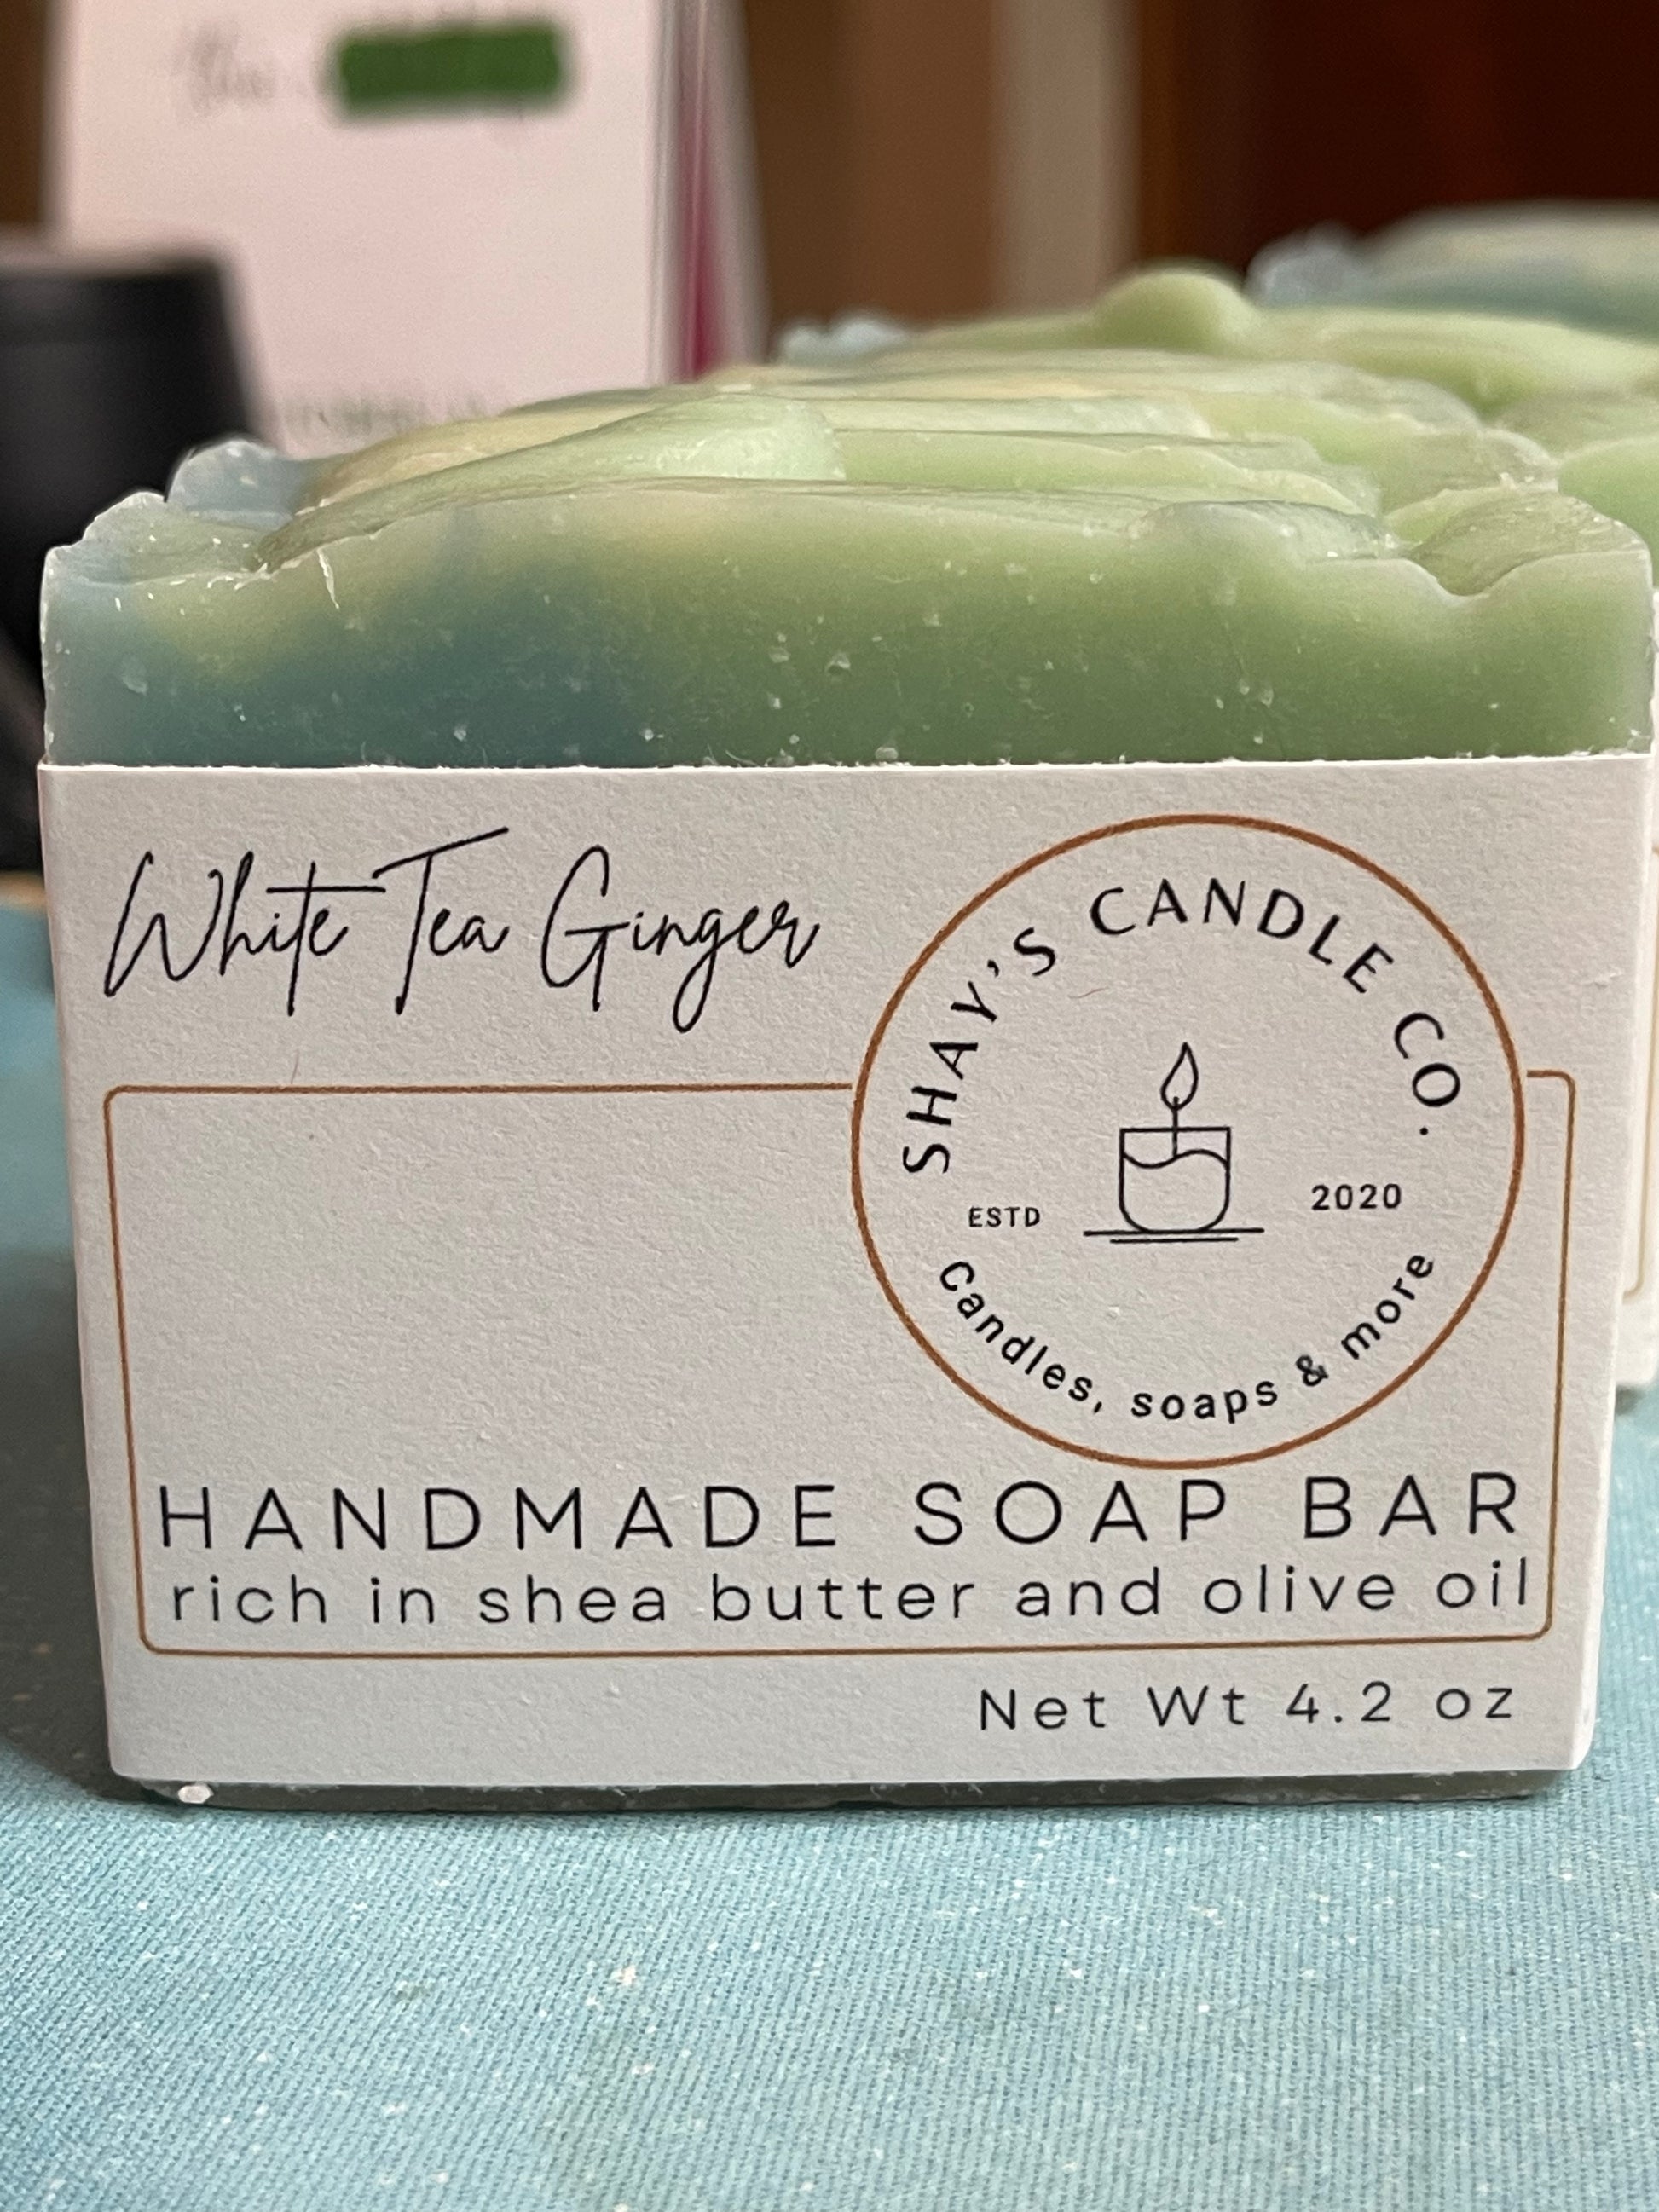 White Tea Ginger
SHAY'S CANDLE CO.
ESTD
2020
Candles, soaps & more
HANDMADE SOAP BAR
rich in shea butter and olive oil
Net Wt 4.2 oz